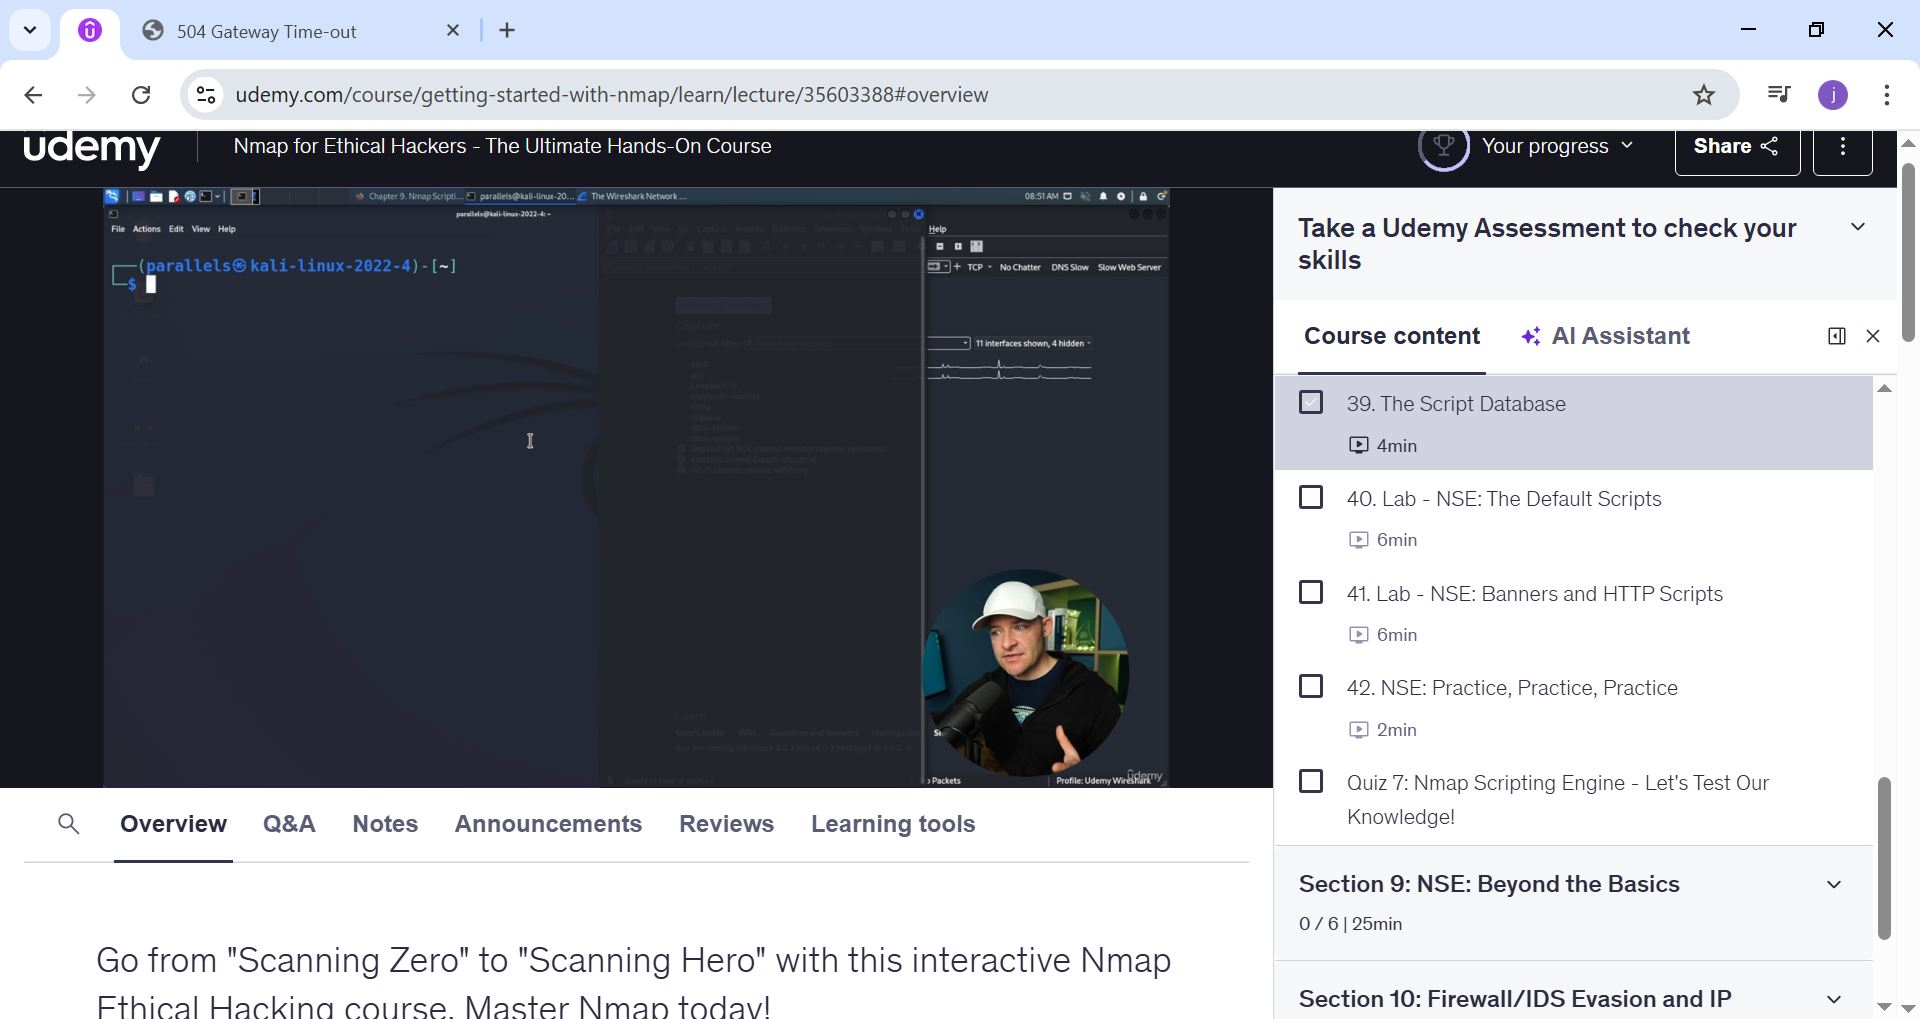 504 Gateway Time-out
udemy.com/course/getting-started-with-nmap/learn/lecture/35603388#overview
j
udemy
Nmap for Ethical Hackers - The Ultimate Hands-On Course
Your progress
Share
Chapter 9. Nmap Scripti...
parallels@kali-linux-20...
The Wireshark Network ...
08:51 AM
parallels@kali-linux-2022-4: ~
File Actions Edit View Help
Help
(parallels㉿kali-linux-2022-4)-[~]
$
+ TCP No Chatter DNS Slow Slow Web Server
11 interfaces shown, 4 hidden
Packets
Profile: Udemy Wireshark
udemy
Take a Udemy Assessment to check your
skills
Course content
AI Assistant
39. The Script Database
4min
40. Lab - NSE: The Default Scripts
6min
41. Lab - NSE: Banners and HTTP Scripts
6min
42. NSE: Practice, Practice, Practice
2min
Quiz 7: Nmap Scripting Engine - Let's Test Our
Knowledge!
Section 9: NSE: Beyond the Basics
0 / 6 | 25min
Section 10: Firewall/IDS Evasion and IP
Overview Q&A Notes Announcements Reviews Learning tools
Go from "Scanning Zero" to "Scanning Hero" with this interactive Nmap
Ethical Hacking course. Master Nmap today!